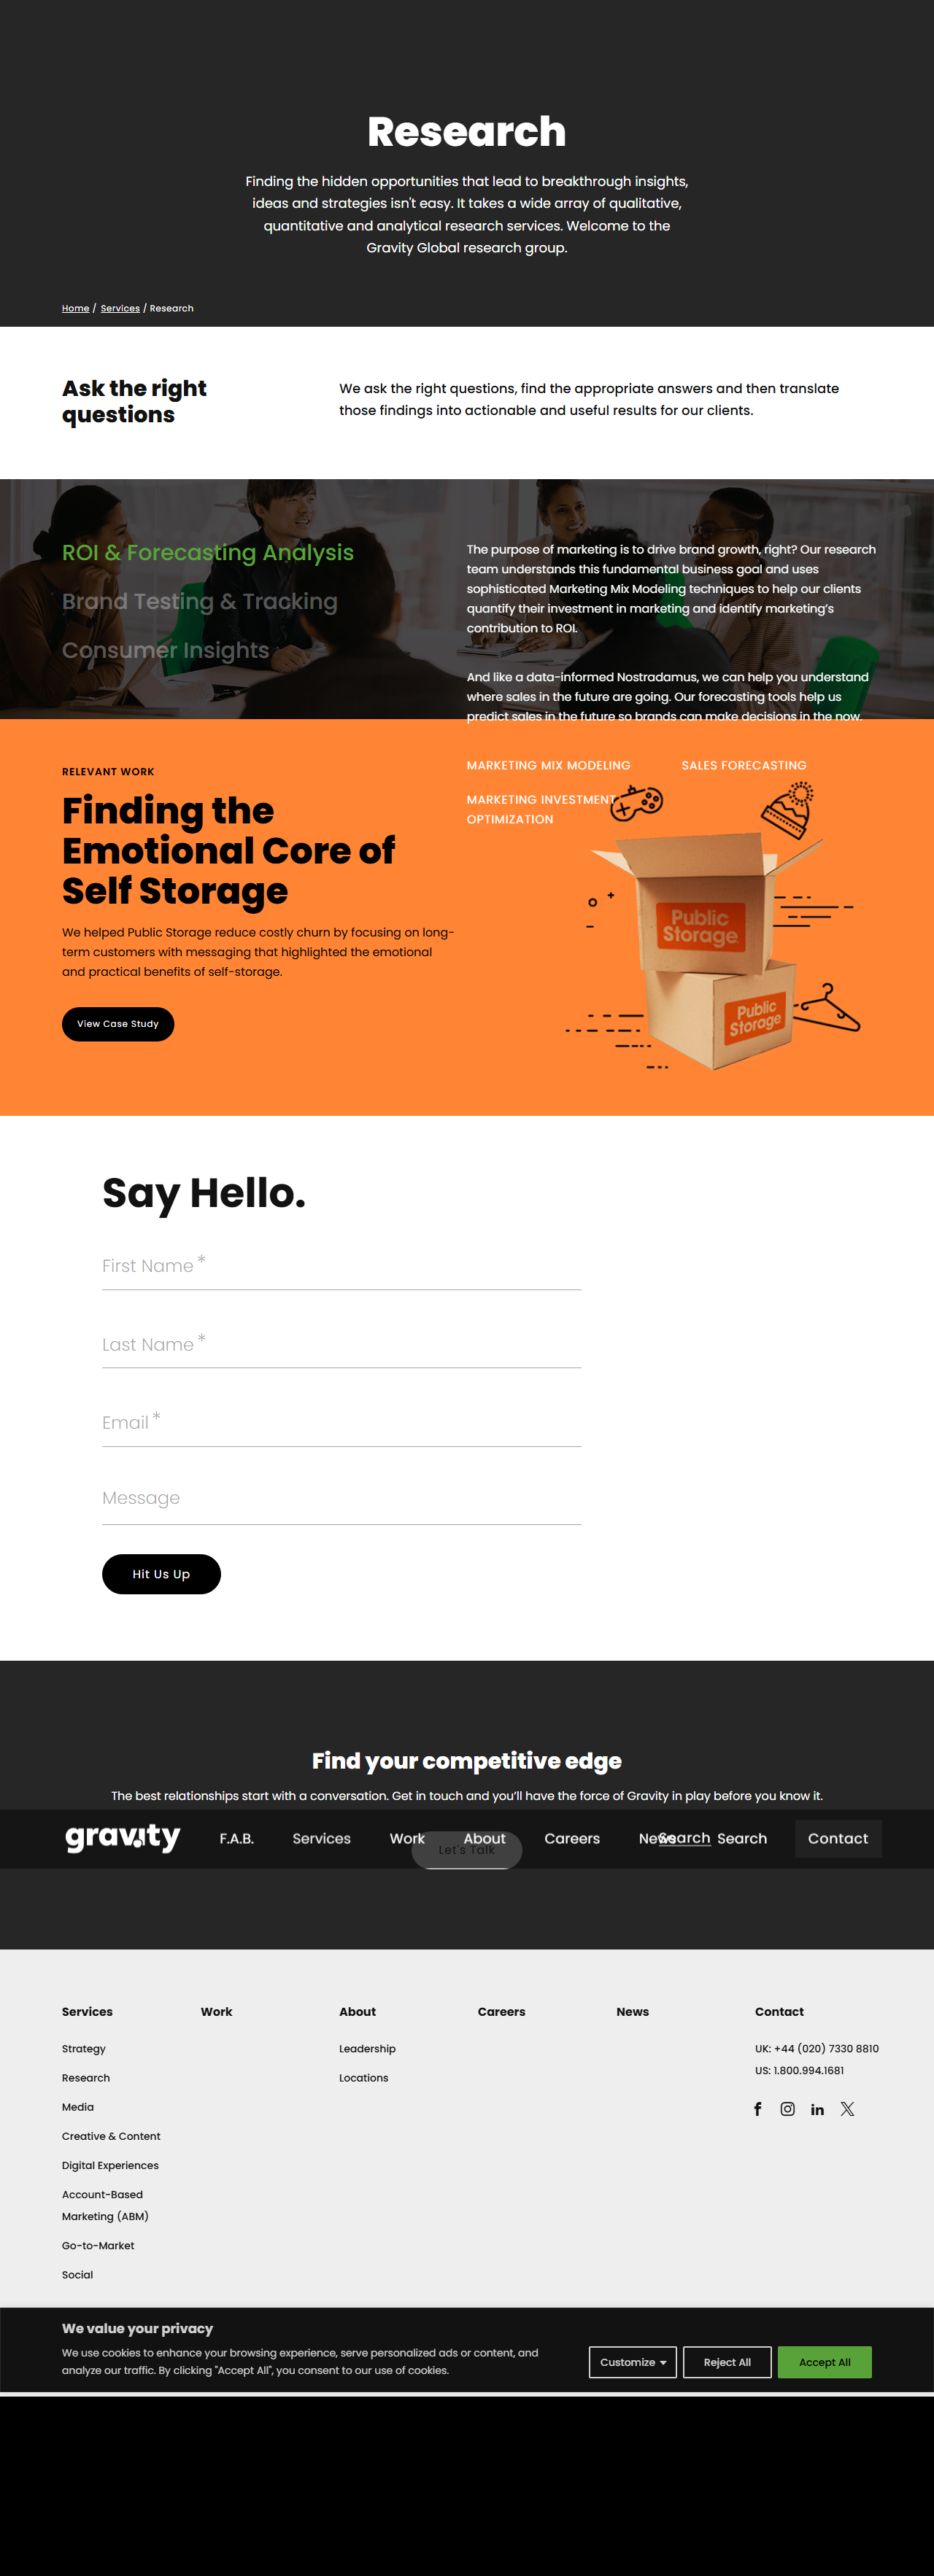 Research
Finding the hidden opportunities that lead to breakthrough insights,
ideas and strategies isn't easy. It takes a wide array of qualitative,
quantitative and analytical research services. Welcome to the
Gravity Global research group.
Home / Services / Research
Ask the right
questions
We ask the right questions, find the appropriate answers and then translate
those findings into actionable and useful results for our clients.
ROI & Forecasting Analysis
Brand Testing & Tracking
Consumer Insights
The purpose of marketing is to drive brand growth, right? Our research
team understands this fundamental business goal and uses
sophisticated Marketing Mix Modeling techniques to help our clients
quantify their investment in marketing and identify marketing’s
contribution to ROI.
And like a data-informed Nostradamus, we can help you understand
where sales in the future are going. Our forecasting tools help us
predict sales in the future so brands can make decisions in the now.
MARKETING MIX MODELING
SALES FORECASTING
MARKETING INVESTMENT
OPTIMIZATION
RELEVANT WORK
Finding the
Emotional Core of
Self Storage
We helped Public Storage reduce costly churn by focusing on long-
term customers with messaging that highlighted the emotional
and practical benefits of self-storage.
View Case Study
Public
Storage
Public
Storage
Say Hello.
First Name *
Last Name *
Email *
Message
Hit Us Up
Find your competitive edge
The best relationships start with a conversation. Get in touch and you’ll have the force of Gravity in play before you know it.
gravity F.A.B. Services Work About Careers News Search Search Contact
Let's Talk
Services
Strategy
Research
Media
Creative & Content
Digital Experiences
Account-Based
Marketing (ABM)
Go-to-Market
Social
Work
About
Leadership
Locations
Careers
News
Contact
UK: +44 (020) 7330 8810
US: 1.800.994.1681
We value your privacy
We use cookies to enhance your browsing experience, serve personalized ads or content, and
analyze our traffic. By clicking "Accept All", you consent to our use of cookies.
Customize
Reject All
Accept All